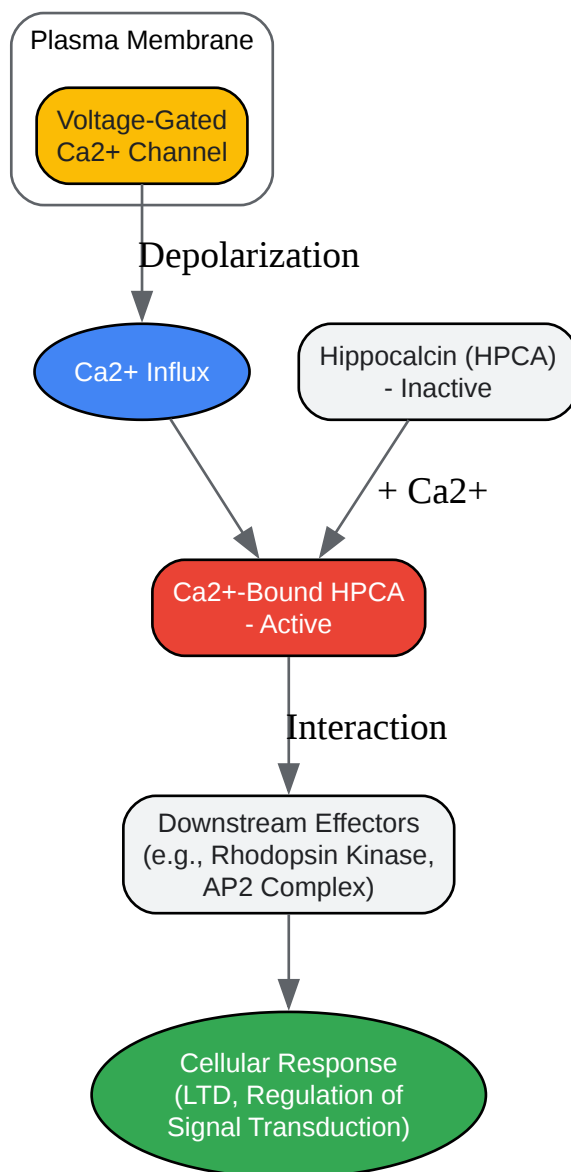 Plasma Membrane
Voltage-Gated
Ca2+ Channel
Depolarization
Ca2+ Influx
Hippocalcin (HPCA)
- Inactive
+ Ca2+
Ca2+-Bound HPCA
- Active
Interaction
Downstream Effectors
(e.g., Rhodopsin Kinase,
AP2 Complex)
Cellular Response
(LTD, Regulation of
Signal Transduction)